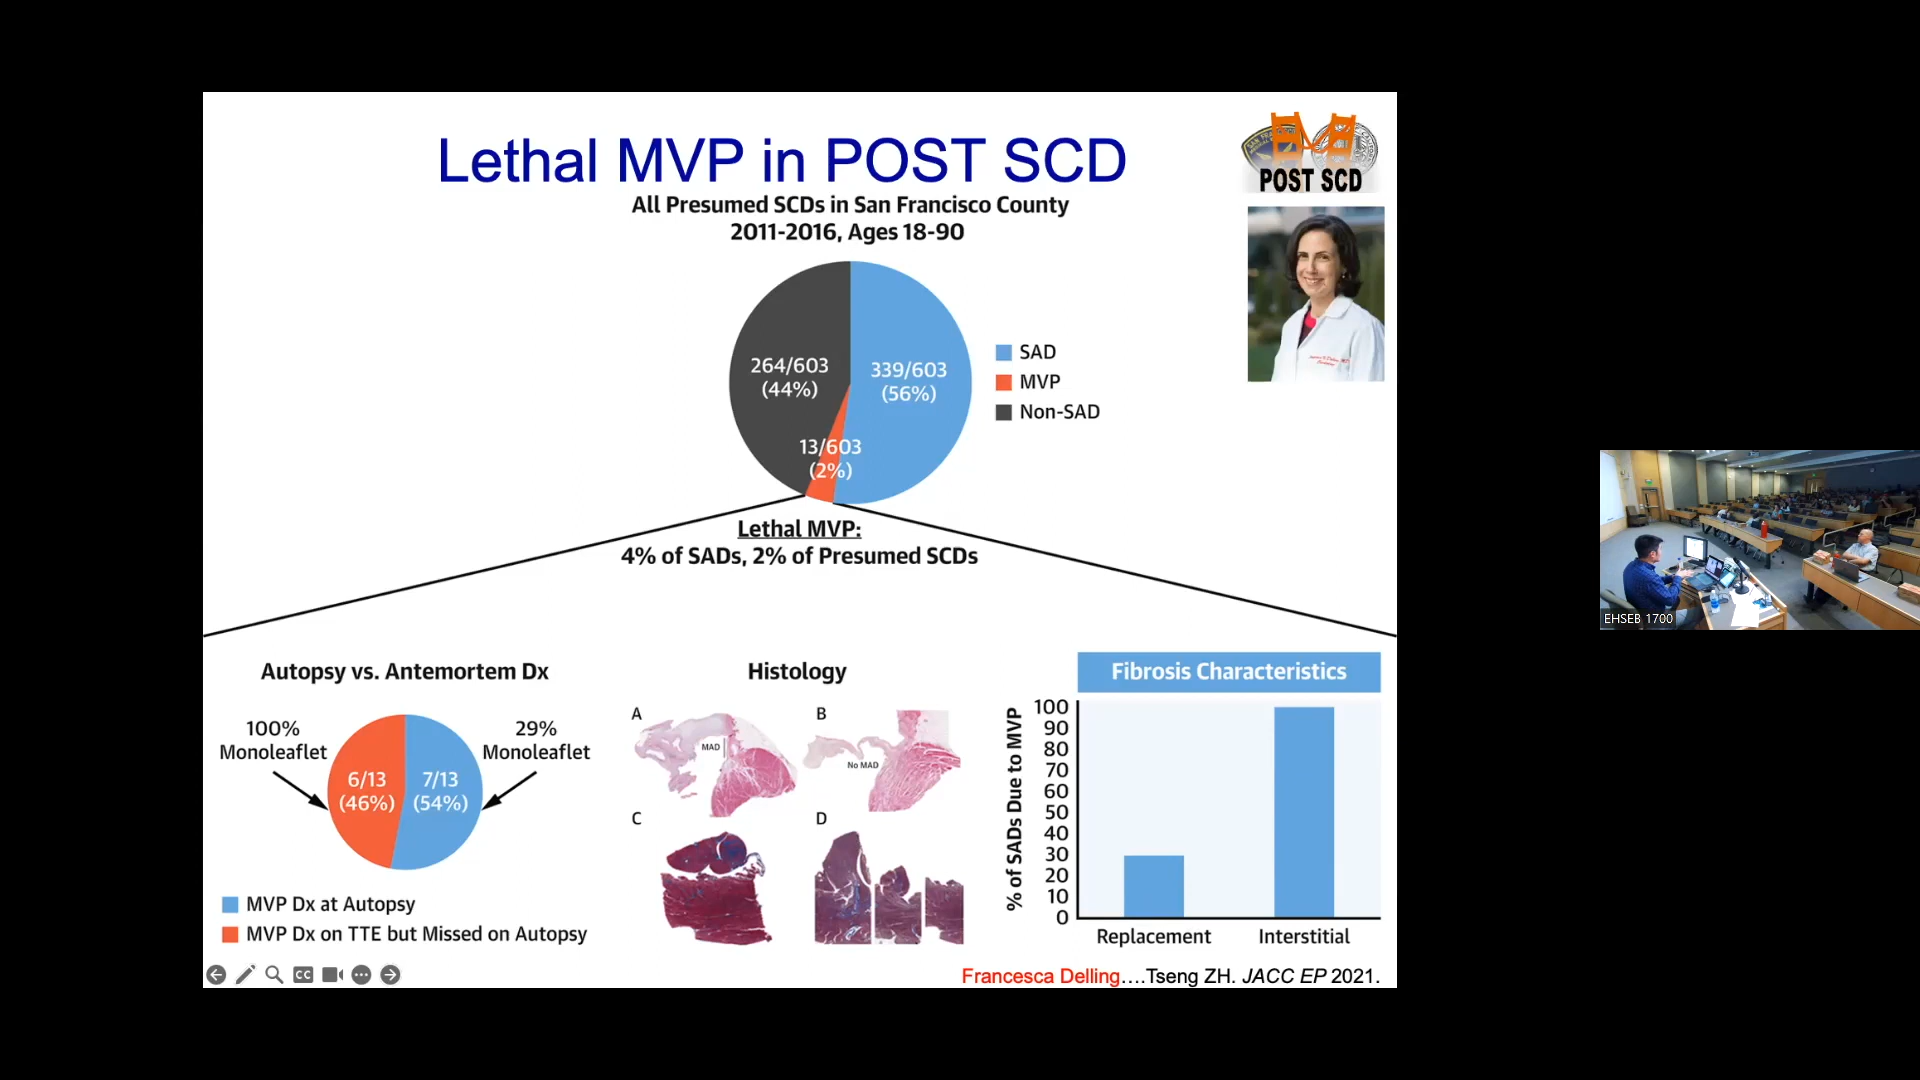 Lethal MVP in POST SCD
POST SCD
All Presumed SCDs in San Francisco County
2011-2016, Ages 18-90
264/603
(44%)
339/603
(56%)
13/603
(2%)
SAD
MVP
Non-SAD
Lethal MVP:
4% of SADs, 2% of Presumed SCDs
Autopsy vs. Antemortem Dx
100%
Monoleaflet
29%
Monoleaflet
6/13
(46%)
7/13
(54%)
MVP Dx at Autopsy
MVP Dx on TTE but Missed on Autopsy
Histology
A
MAD
B
No MAD
C
D
Fibrosis Characteristics
% of SADs Due to MVP
100
90
80
70
60
50
40
30
20
10
0
Replacement
Interstitial
CC
Francesca Delling….Tseng ZH. JACC EP 2021.
EHSEB 1700